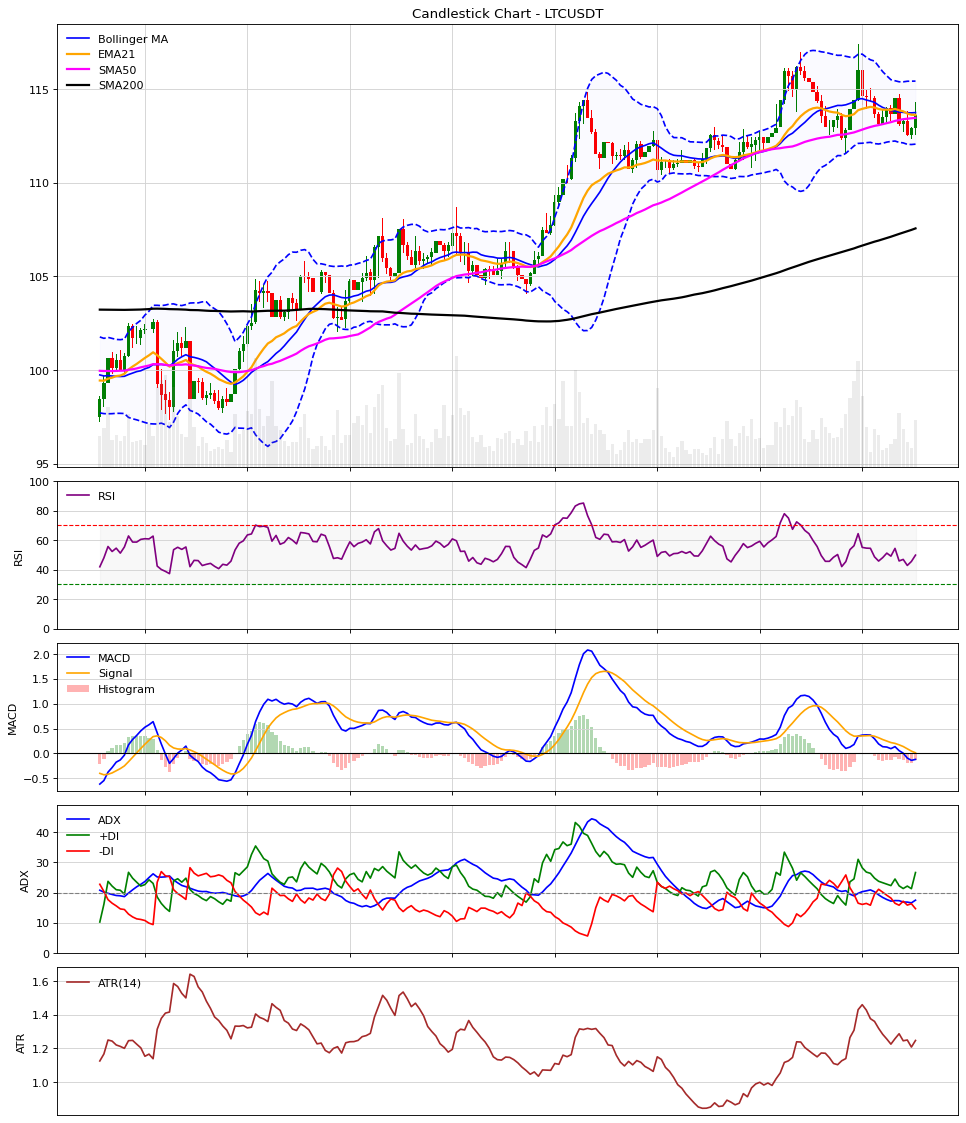 Candlestick Chart - LTCUSDT
Bollinger MA
EMA21
SMA50
SMA200
115
110
105
100
95
RSI
100
80
60
40
20
0
RSI
MACD
Signal
Histogram
2.0
1.5
1.0
0.5
0.0
−0.5
MACD
ADX
+DI
-DI
40
30
20
10
0
ADX
ATR(14)
1.6
1.4
1.2
1.0
ATR